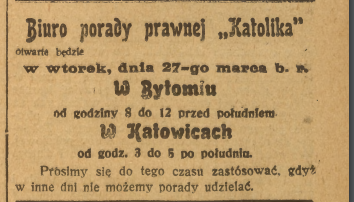 Biuro porady prawnej „Katolika”
otwarte będzie
w wtorek, dnia 27-go marca b. r.
W Bytomiu
od godziny 8 do 12 przed południem.
W Katowicach
od godz. 3 do 5 po południu.
Prosimy się do tego czasu zastósować, gdyż
w inne dni nie możemy porady udzielać.